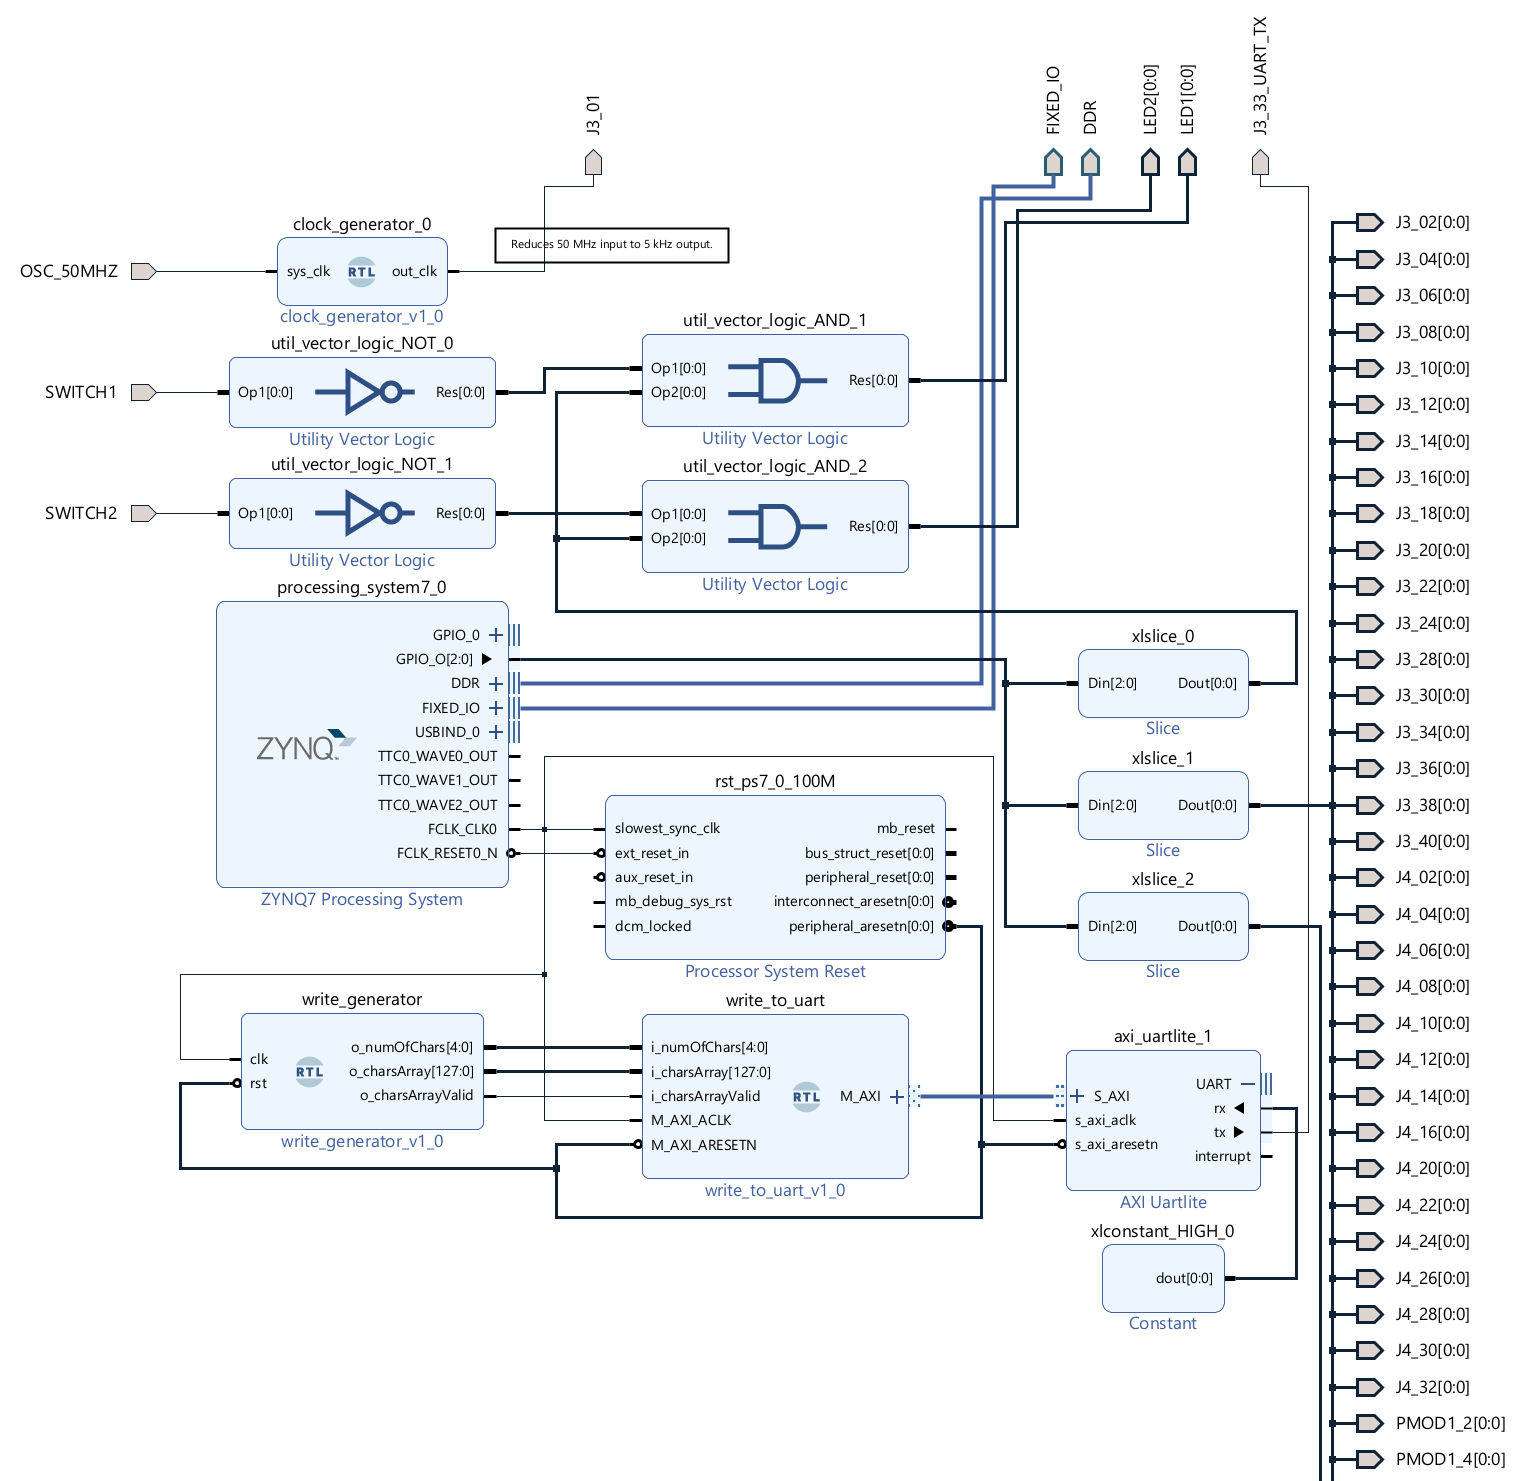 J3_01
FIXED_IO
DDR
LED2[0:0]
LED1[0:0]
J3_33_UART_TX
clock_generator_0
OSC_50MHZ
sys_clk
RTL
out_clk
clock_generator_v1_0
Reduces 50 MHz input to 5 kHz output.
util_vector_logic_NOT_0
SWITCH1
Op1[0:0]
Res[0:0]
Utility Vector Logic
util_vector_logic_AND_1
Op1[0:0]
Op2[0:0]
Res[0:0]
Utility Vector Logic
util_vector_logic_NOT_1
SWITCH2
Op1[0:0]
Res[0:0]
Utility Vector Logic
util_vector_logic_AND_2
Op1[0:0]
Op2[0:0]
Res[0:0]
Utility Vector Logic
processing_system7_0
GPIO_0
GPIO_O[2:0]
DDR
FIXED_IO
USBIND_0
TTC0_WAVE0_OUT
TTC0_WAVE1_OUT
TTC0_WAVE2_OUT
FCLK_CLK0
FCLK_RESET0_N
ZYNQ
ZYNQ7 Processing System
rst_ps7_0_100M
slowest_sync_clk
ext_reset_in
aux_reset_in
mb_debug_sys_rst
dcm_locked
mb_reset
bus_struct_reset[0:0]
peripheral_reset[0:0]
interconnect_aresetn[0:0]
peripheral_aresetn[0:0]
Processor System Reset
xlslice_0
Din[2:0]
Dout[0:0]
Slice
xlslice_1
Din[2:0]
Dout[0:0]
Slice
xlslice_2
Din[2:0]
Dout[0:0]
Slice
write_generator
clk
rst
RTL
o_numOfChars[4:0]
o_charsArray[127:0]
o_charsArrayValid
write_generator_v1_0
write_to_uart
i_numOfChars[4:0]
i_charsArray[127:0]
i_charsArrayValid
M_AXI_ACLK
M_AXI_ARESETN
RTL
M_AXI
write_to_uart_v1_0
axi_uartlite_1
S_AXI
s_axi_aclk
s_axi_aresetn
UART
rx
tx
interrupt
AXI Uartlite
xlconstant_HIGH_0
dout[0:0]
Constant
J3_02[0:0]
J3_04[0:0]
J3_06[0:0]
J3_08[0:0]
J3_10[0:0]
J3_12[0:0]
J3_14[0:0]
J3_16[0:0]
J3_18[0:0]
J3_20[0:0]
J3_22[0:0]
J3_24[0:0]
J3_28[0:0]
J3_30[0:0]
J3_34[0:0]
J3_36[0:0]
J3_38[0:0]
J3_40[0:0]
J4_02[0:0]
J4_04[0:0]
J4_06[0:0]
J4_08[0:0]
J4_10[0:0]
J4_12[0:0]
J4_14[0:0]
J4_16[0:0]
J4_20[0:0]
J4_22[0:0]
J4_24[0:0]
J4_26[0:0]
J4_28[0:0]
J4_30[0:0]
J4_32[0:0]
PMOD1_2[0:0]
PMOD1_4[0:0]